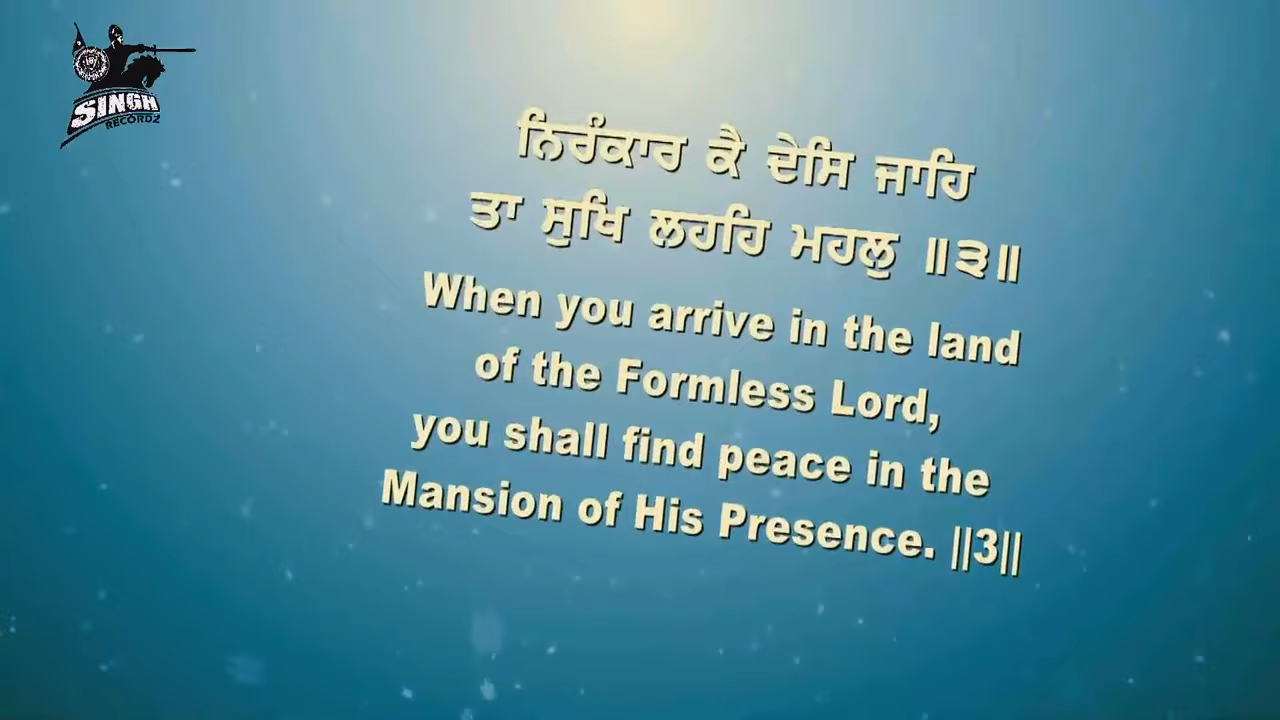 SINGH
RECORDZ
ਨਿਰੰਕਾਰ ਕੈ ਦੇਸਿ ਜਾਹਿ
ਤਾ ਸੁਖਿ ਲਹਹਿ ਮਹਲੁ ॥੩॥
When you arrive in the land
of the Formless Lord,
you shall find peace in the
Mansion of His Presence. ||3||